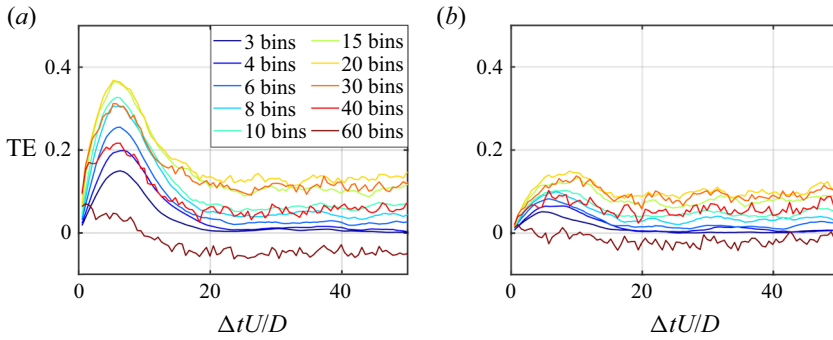 (a)
(b)
TE
0.4
0.2
0
0
20
40
ΔtU/D
3 bins
4 bins
6 bins
8 bins
10 bins
15 bins
20 bins
30 bins
40 bins
60 bins
0.4
0.2
0
0
20
40
ΔtU/D